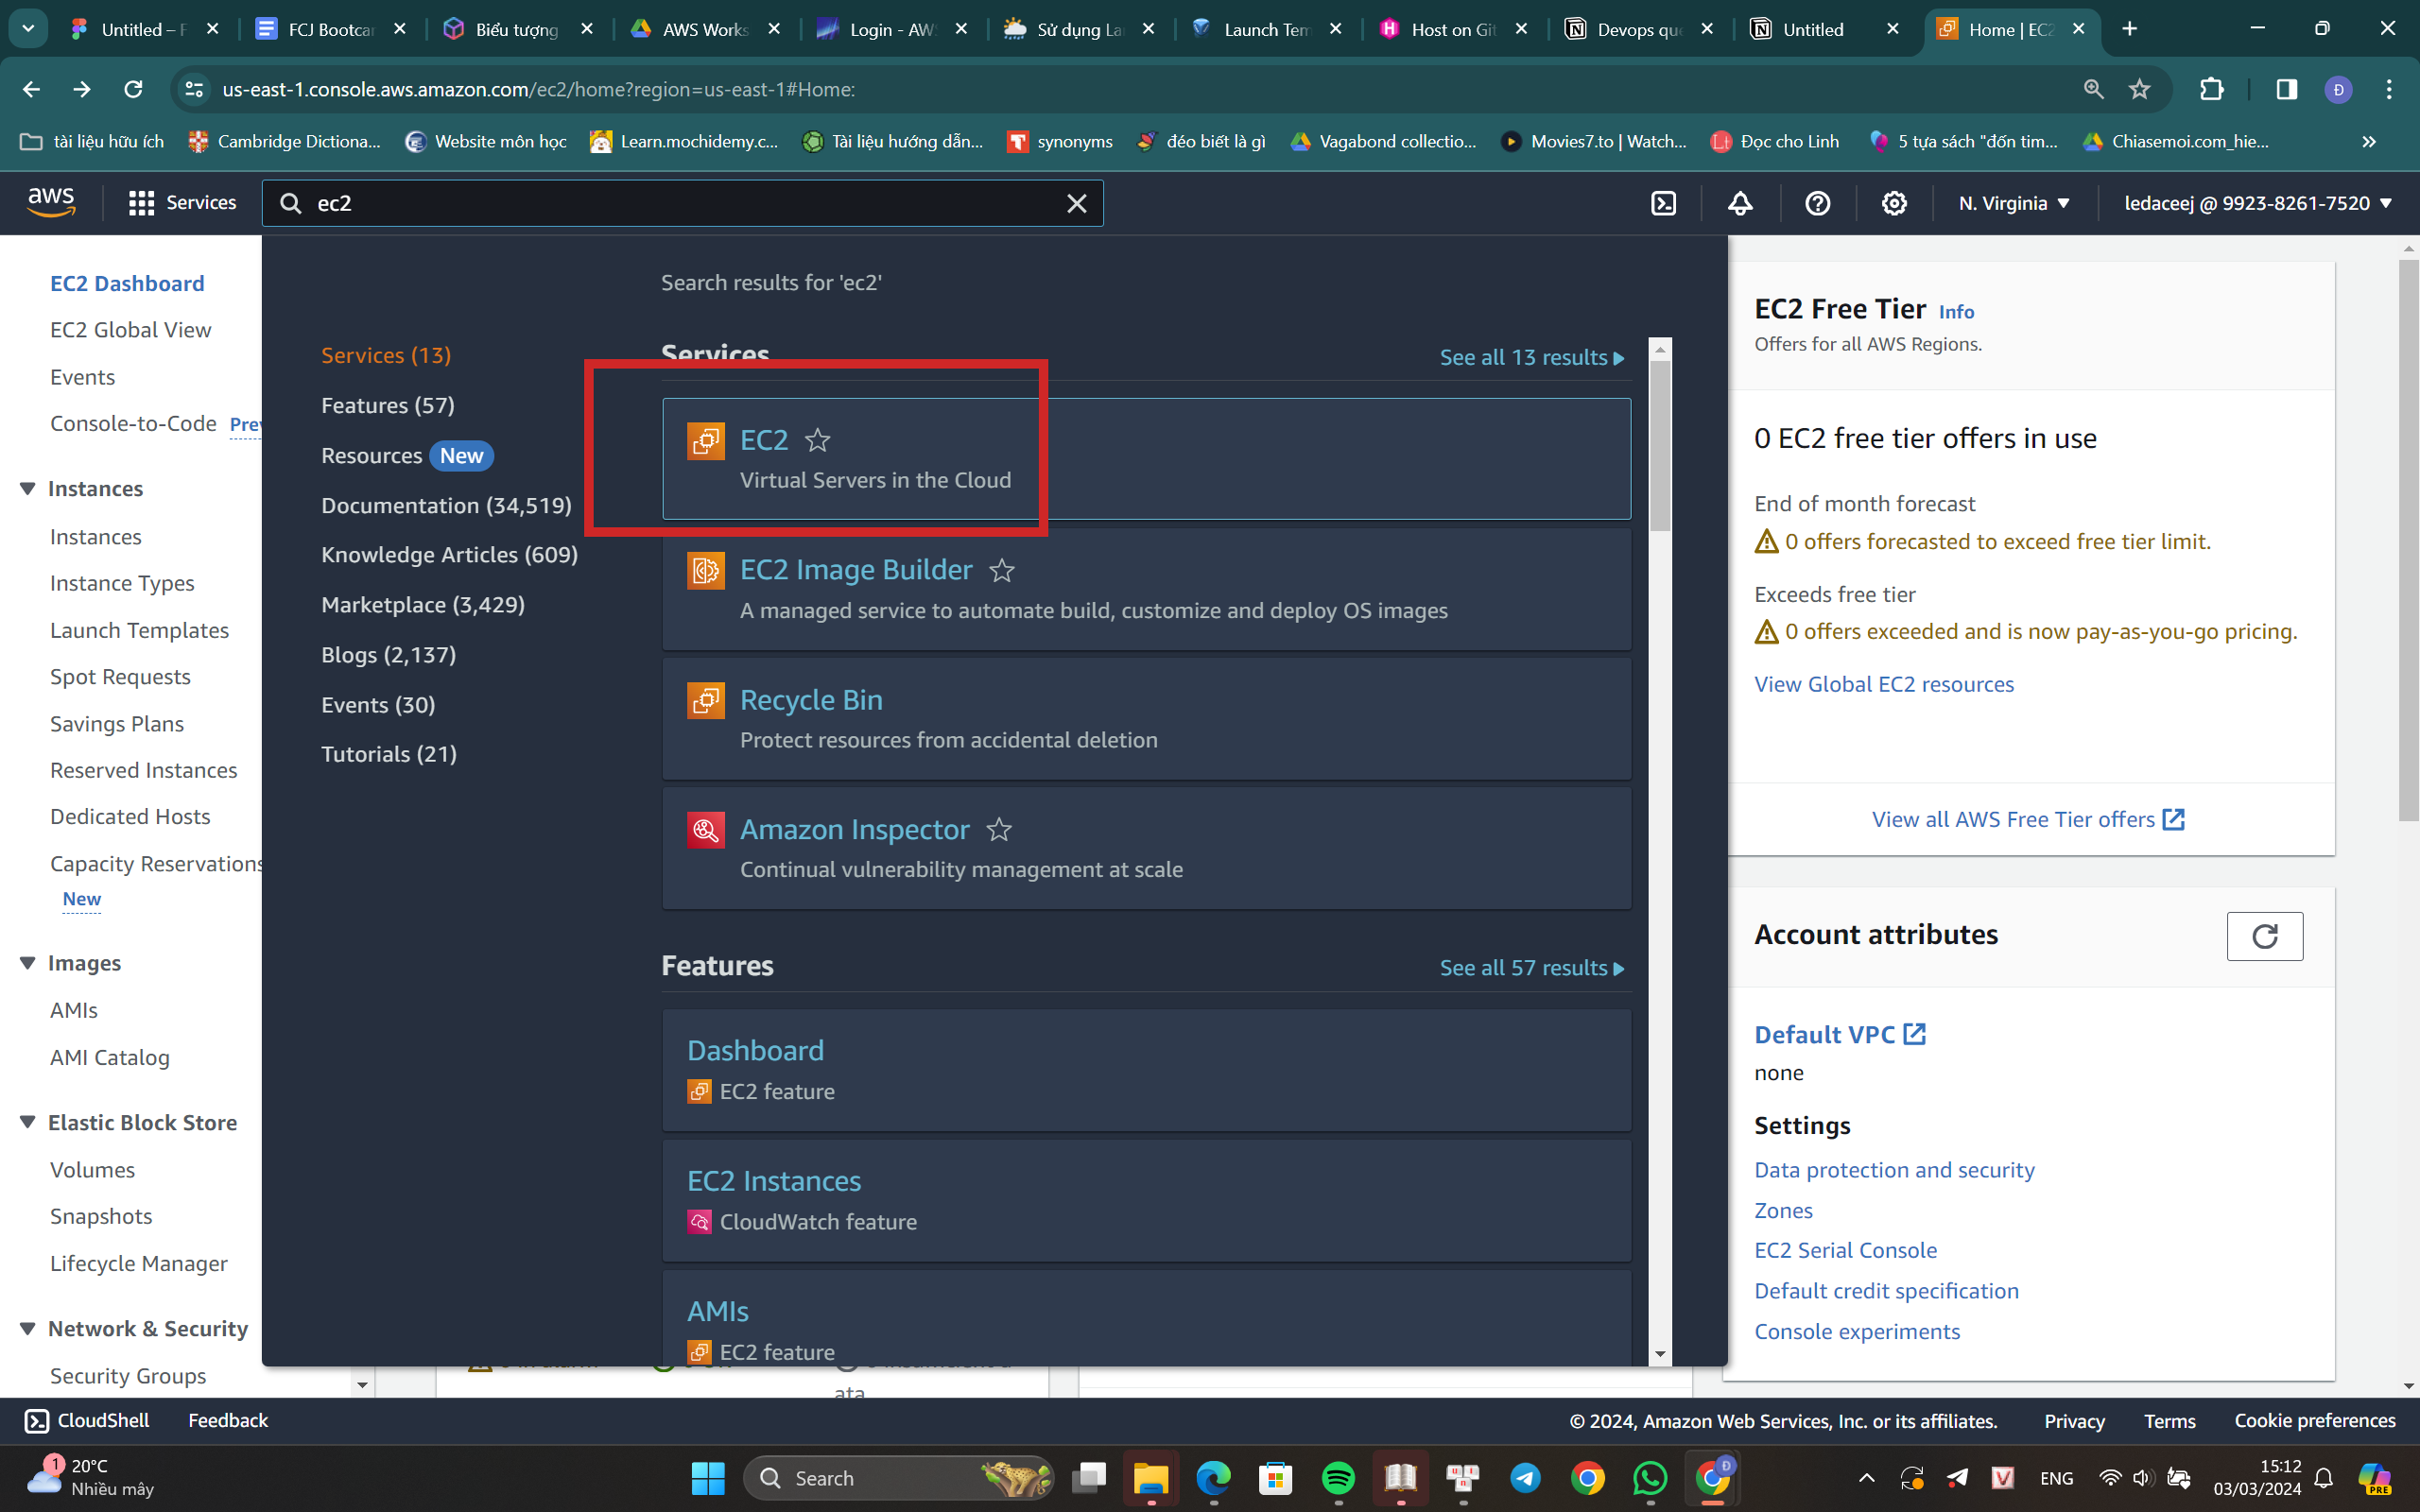 Untitled – F
FCJ Bootcar
Biểu tượng
AWS Works
Login - AW
Sử dụng La
Launch Tem
Host on Git
Devops que
Untitled
Home | EC2
us-east-1.console.aws.amazon.com/ec2/home?region=us-east-1#Home:
Đ
tài liệu hữu ích
Cambridge Dictiona...
Website môn học
Learn.mochidemy.c...
Tài liệu hướng dẫn...
synonyms
đéo biết là gì
Vagabond collectio...
Movies7.to | Watch...
Đọc cho Linh
5 tựa sách "đốn tim...
Chiasemoi.com_hie...
aws
Services
ec2
N. Virginia
ledaceej @ 9923-8261-7520
EC2 Dashboard
EC2 Global View
Events
Console-to-Code Prev
Instances
Instances
Instance Types
Launch Templates
Spot Requests
Savings Plans
Reserved Instances
Dedicated Hosts
Capacity Reservations
New
Images
AMIs
AMI Catalog
Elastic Block Store
Volumes
Snapshots
Lifecycle Manager
Network & Security
Security Groups
Search results for 'ec2'
Services (13)
Features (57)
Resources New
Documentation (34,519)
Knowledge Articles (609)
Marketplace (3,429)
Blogs (2,137)
Events (30)
Tutorials (21)
Services
See all 13 results
EC2
Virtual Servers in the Cloud
EC2 Image Builder
A managed service to automate build, customize and deploy OS images
Recycle Bin
Protect resources from accidental deletion
Amazon Inspector
Continual vulnerability management at scale
Features
See all 57 results
Dashboard
EC2 feature
EC2 Instances
CloudWatch feature
AMIs
EC2 feature
ata
EC2 Free Tier Info
Offers for all AWS Regions.
0 EC2 free tier offers in use
End of month forecast
0 offers forecasted to exceed free tier limit.
Exceeds free tier
0 offers exceeded and is now pay-as-you-go pricing.
View Global EC2 resources
View all AWS Free Tier offers
Account attributes
Default VPC
none
Settings
Data protection and security
Zones
EC2 Serial Console
Default credit specification
Console experiments
CloudShell
Feedback
© 2024, Amazon Web Services, Inc. or its affiliates.
Privacy
Terms
Cookie preferences
1
20°C
Nhiều mây
Search
Đ
ENG
15:12
03/03/2024
PRE